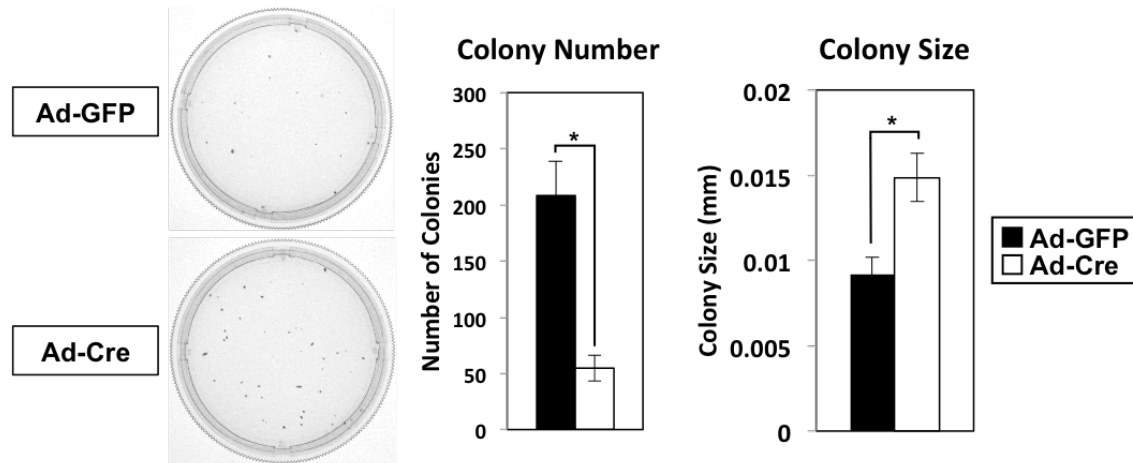 Ad-GFP
Ad-Cre
Colony Number
Number of Colonies
300
250
200
150
100
50
0
*
Colony Size
Colony Size (mm)
0.02
0.015
0.01
0.005
0
*
Ad-GFP
Ad-Cre